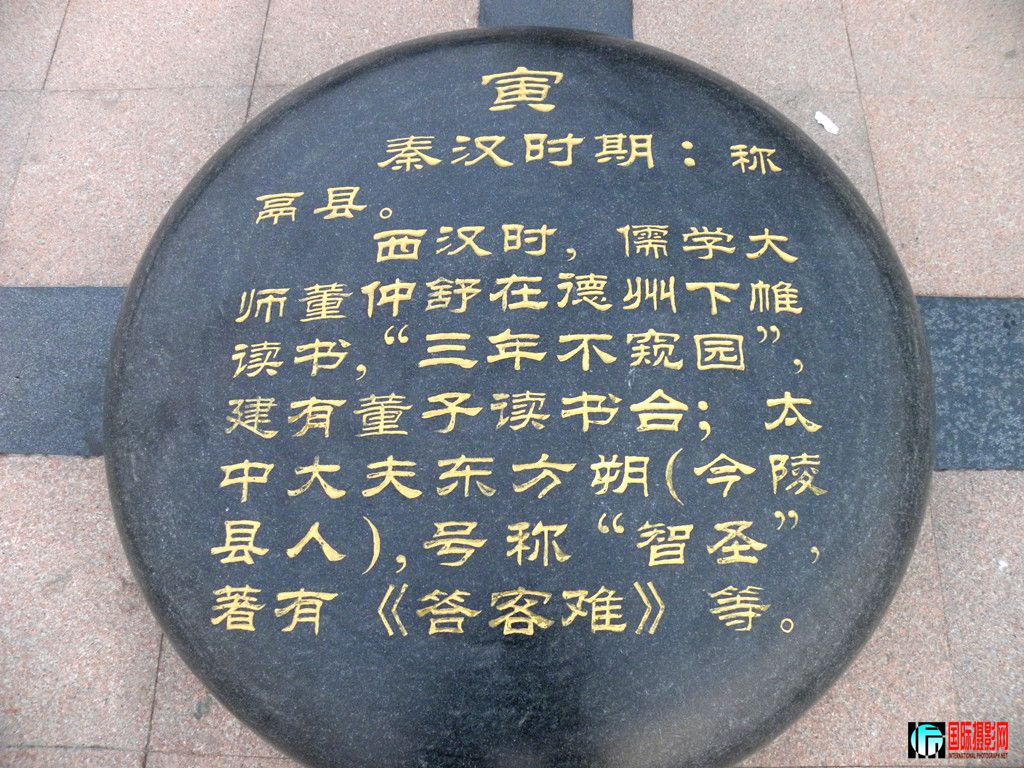 寅
秦汉时期：称
鬲县。
西汉时，儒学大
师董仲舒在德州下帷
读书，“三年不窥园”，
建有董子读书台；太
中大夫东方朔（今陵
县人），号称“智圣”，
著有《答客难》等。
国际摄影网
INTERNATIONAL PHOTOGRAPH.NET